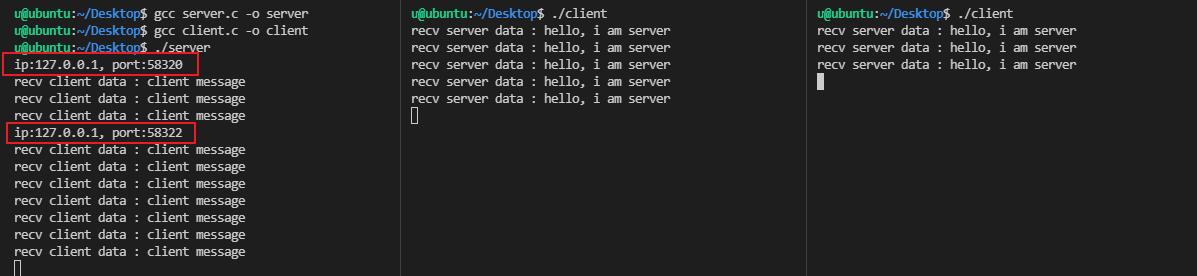 u@ubuntu:~/Desktop$ gcc server.c -o server
u@ubuntu:~/Desktop$ gcc client.c -o client
u@ubuntu:~/Desktop$ ./server
ip:127.0.0.1, port:58320
recv client data : client message
recv client data : client message
recv client data : client message
ip:127.0.0.1, port:58322
recv client data : client message
recv client data : client message
recv client data : client message
recv client data : client message
recv client data : client message
recv client data : client message
recv client data : client message
u@ubuntu:~/Desktop$ ./client
recv server data : hello, i am server
recv server data : hello, i am server
recv server data : hello, i am server
recv server data : hello, i am server
recv server data : hello, i am server
u@ubuntu:~/Desktop$ ./client
recv server data : hello, i am server
recv server data : hello, i am server
recv server data : hello, i am server